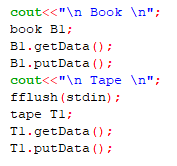 cout<<"\n Book \n";
book B1;
B1.getData();
B1.putData();
cout<<"\n Tape \n";
fflush(stdin);
tape T1;
T1.getData();
T1.putData();